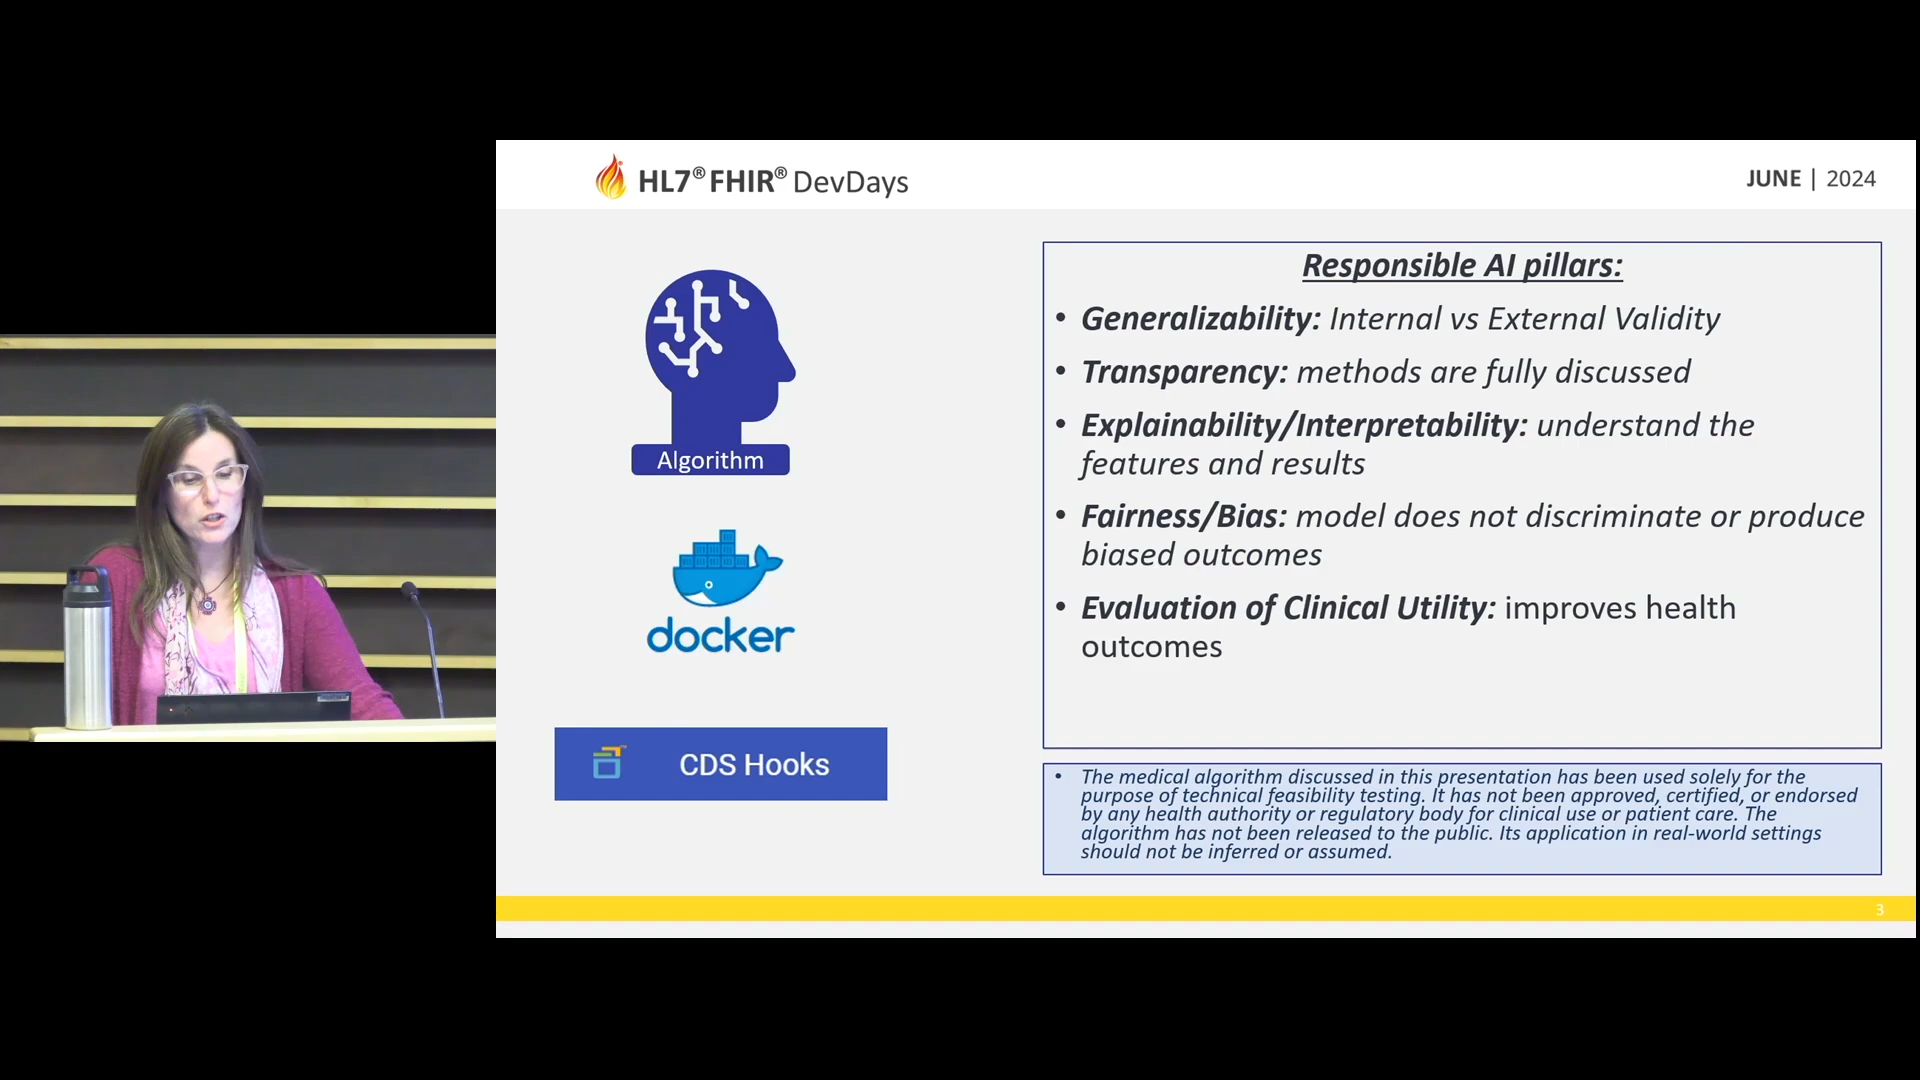 HL7® FHIR® DevDays
JUNE | 2024
Algorithm
docker
CDS Hooks
Responsible AI pillars:
• Generalizability: Internal vs External Validity
• Transparency: methods are fully discussed
• Explainability/Interpretability: understand the
features and results
• Fairness/Bias: model does not discriminate or produce
biased outcomes
• Evaluation of Clinical Utility: improves health
outcomes
• The medical algorithm discussed in this presentation has been used solely for the
purpose of technical feasibility testing. It has not been approved, certified, or endorsed
by any health authority or regulatory body for clinical use or patient care. The
algorithm has not been released to the public. Its application in real-world settings
should not be inferred or assumed.
3